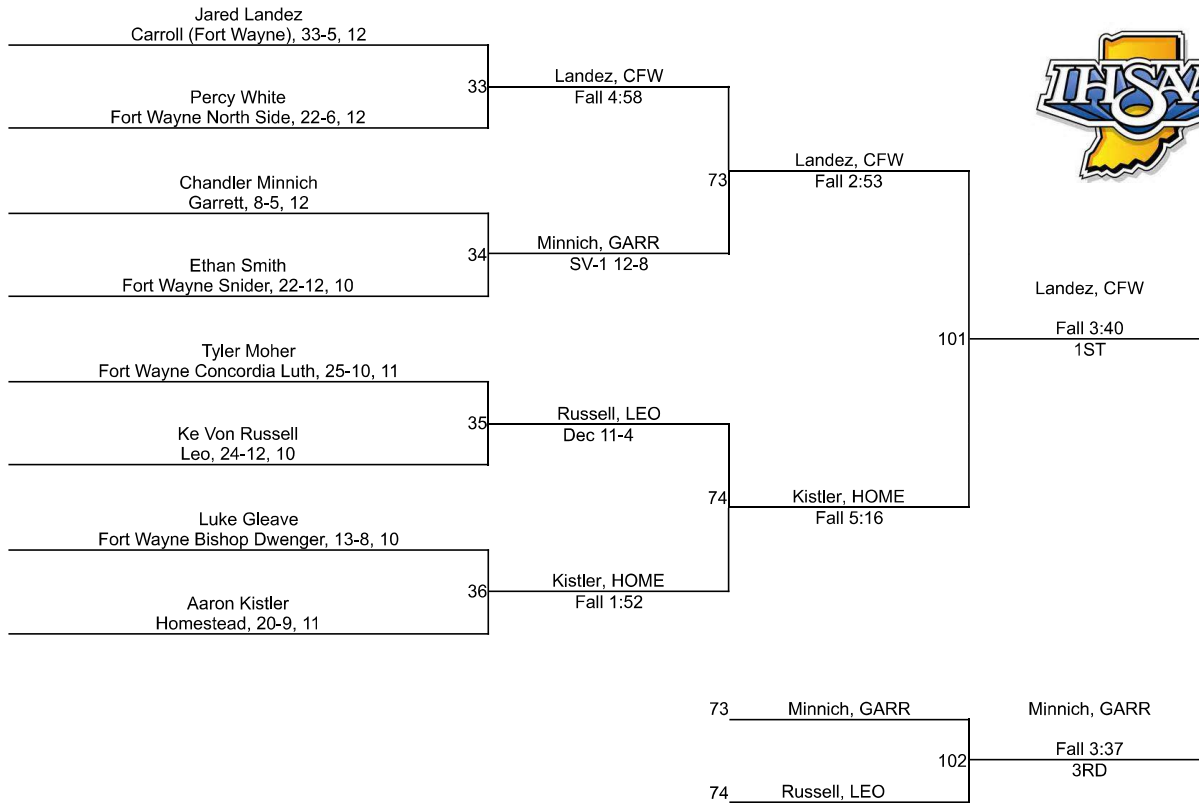 Jared Landez
Carroll (Fort Wayne), 33-5, 12
33
Landez, CFW
Fall 4:58
Percy White
Fort Wayne North Side, 22-6, 12
73
Landez, CFW
Fall 2:53
Chandler Minnich
Garrett, 8-5, 12
34
Minnich, GARR
SV-1 12-8
Ethan Smith
Fort Wayne Snider, 22-12, 10
101
Landez, CFW
Fall 3:40
1ST
Tyler Moher
Fort Wayne Concordia Luth, 25-10, 11
35
Russell, LEO
Dec 11-4
Ke Von Russell
Leo, 24-12, 10
74
Kistler, HOME
Fall 5:16
Luke Gleave
Fort Wayne Bishop Dwenger, 13-8, 10
36
Kistler, HOME
Fall 1:52
Aaron Kistler
Homestead, 20-9, 11
73
Minnich, GARR
102
Minnich, GARR
Fall 3:37
3RD
74
Russell, LEO
IHSAA